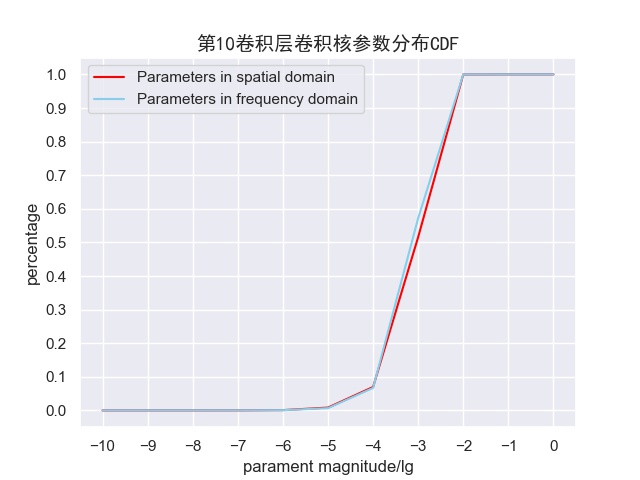 第10卷积层卷积核参数分布CDF
Parameters in spatial domain
Parameters in frequency domain
1.0
0.9
0.8
0.7
0.6
0.5
0.4
0.3
0.2
0.1
0.0
percentage
−10 −9 −8 −7 −6 −5 −4 −3 −2 −1 0
parament magnitude/lg